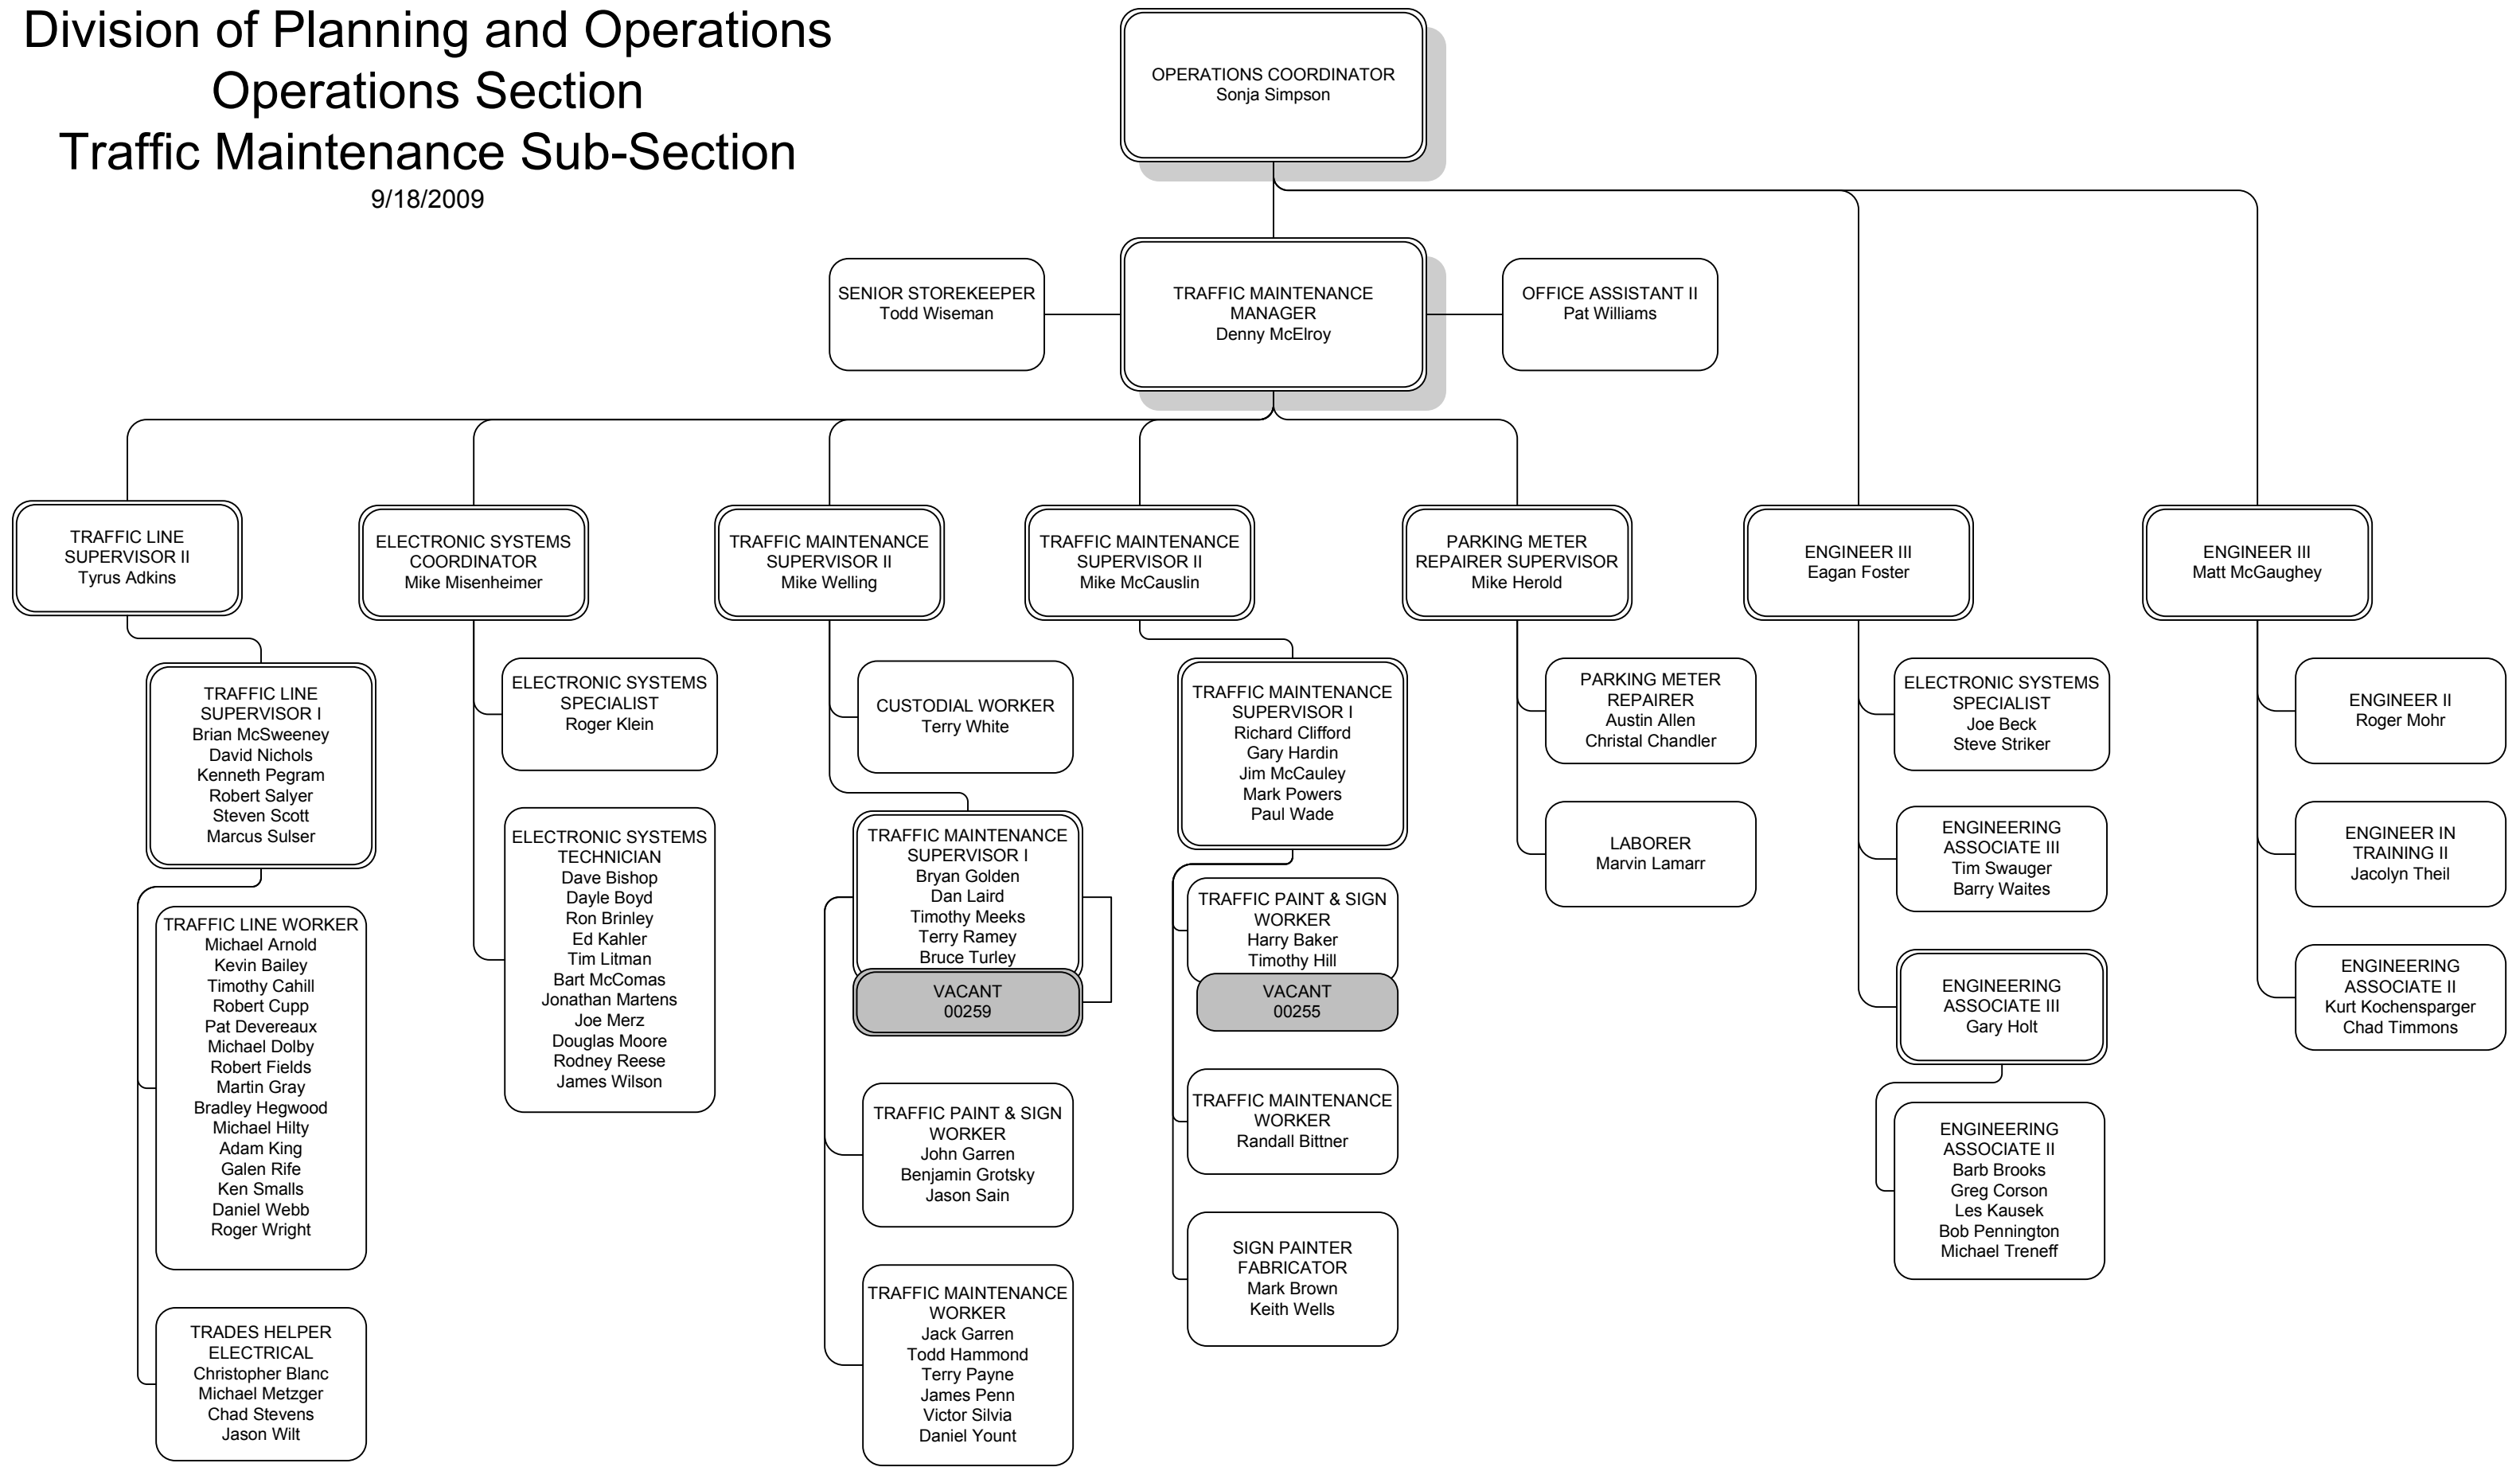 Division of Planning and Operations
Operations Section
Traffic Maintenance Sub-Section
9/18/2009
OPERATIONS COORDINATOR
Sonja Simpson
SENIOR STOREKEEPER
Todd Wiseman
TRAFFIC MAINTENANCE
MANAGER
Denny McElroy
OFFICE ASSISTANT II
Pat Williams
TRAFFIC LINE
SUPERVISOR II
Tyrus Adkins
ELECTRONIC SYSTEMS
COORDINATOR
Mike Misenheimer
TRAFFIC MAINTENANCE
SUPERVISOR II
Mike Welling
TRAFFIC MAINTENANCE
SUPERVISOR II
Mike McCauslin
PARKING METER
REPAIRER SUPERVISOR
Mike Herold
ENGINEER III
Eagan Foster
ENGINEER III
Matt McGaughey
TRAFFIC LINE
SUPERVISOR I
Brian McSweeney
David Nichols
Kenneth Pegram
Robert Salyer
Steven Scott
Marcus Sulser
TRAFFIC LINE WORKER
Michael Arnold
Kevin Bailey
Timothy Cahill
Robert Cupp
Pat Devereaux
Michael Dolby
Robert Fields
Martin Gray
Bradley Hegwood
Michael Hilty
Adam King
Galen Rife
Ken Smalls
Daniel Webb
Roger Wright
TRADES HELPER
ELECTRICAL
Christopher Blanc
Michael Metzger
Chad Stevens
Jason Wilt
ELECTRONIC SYSTEMS
SPECIALIST
Roger Klein
ELECTRONIC SYSTEMS
TECHNICIAN
Dave Bishop
Dayle Boyd
Ron Brinley
Ed Kahler
Tim Litman
Bart McComas
Jonathan Martens
Joe Merz
Douglas Moore
Rodney Reese
James Wilson
CUSTODIAL WORKER
Terry White
TRAFFIC MAINTENANCE
SUPERVISOR I
Bryan Golden
Dan Laird
Timothy Meeks
Terry Ramey
Bruce Turley
VACANT
00259
TRAFFIC PAINT & SIGN
WORKER
John Garren
Benjamin Grotsky
Jason Sain
TRAFFIC MAINTENANCE
WORKER
Jack Garren
Todd Hammond
Terry Payne
James Penn
Victor Silvia
Daniel Yount
TRAFFIC MAINTENANCE
SUPERVISOR I
Richard Clifford
Gary Hardin
Jim McCauley
Mark Powers
Paul Wade
TRAFFIC PAINT & SIGN
WORKER
Harry Baker
Timothy Hill
VACANT
00255
TRAFFIC MAINTENANCE
WORKER
Randall Bittner
SIGN PAINTER
FABRICATOR
Mark Brown
Keith Wells
PARKING METER
REPAIRER
Austin Allen
Christal Chandler
LABORER
Marvin Lamarr
ELECTRONIC SYSTEMS
SPECIALIST
Joe Beck
Steve Striker
ENGINEERING
ASSOCIATE III
Tim Swauger
Barry Waites
ENGINEERING
ASSOCIATE III
Gary Holt
ENGINEERING
ASSOCIATE II
Barb Brooks
Greg Corson
Les Kausek
Bob Pennington
Michael Treneff
ENGINEER II
Roger Mohr
ENGINEER IN
TRAINING II
Jacolyn Theil
ENGINEERING
ASSOCIATE II
Kurt Kochensparger
Chad Timmons